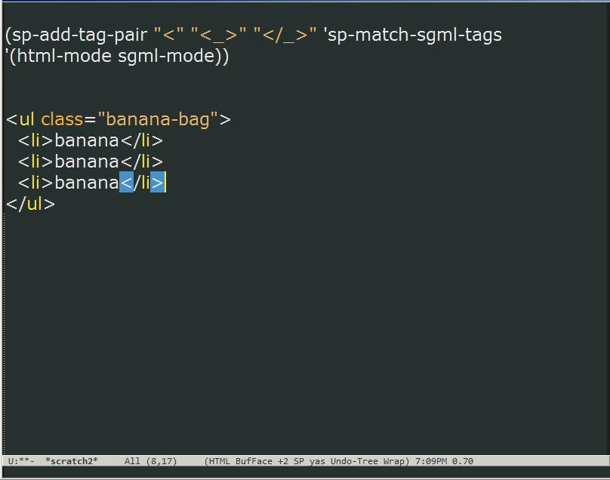 (sp-add-tag-pair "<" "<_>" "</_>" 'sp-match-sgml-tags
'(html-mode sgml-mode))
<ul class="banana-bag">
<li>banana</li>
<li>banana</li>
<li>banana</li>
</ul>
U:**- *scratch2* All (8,17) (HTML BufFace +2 SP yas Undo-Tree Wrap) 7:09PM 0.70